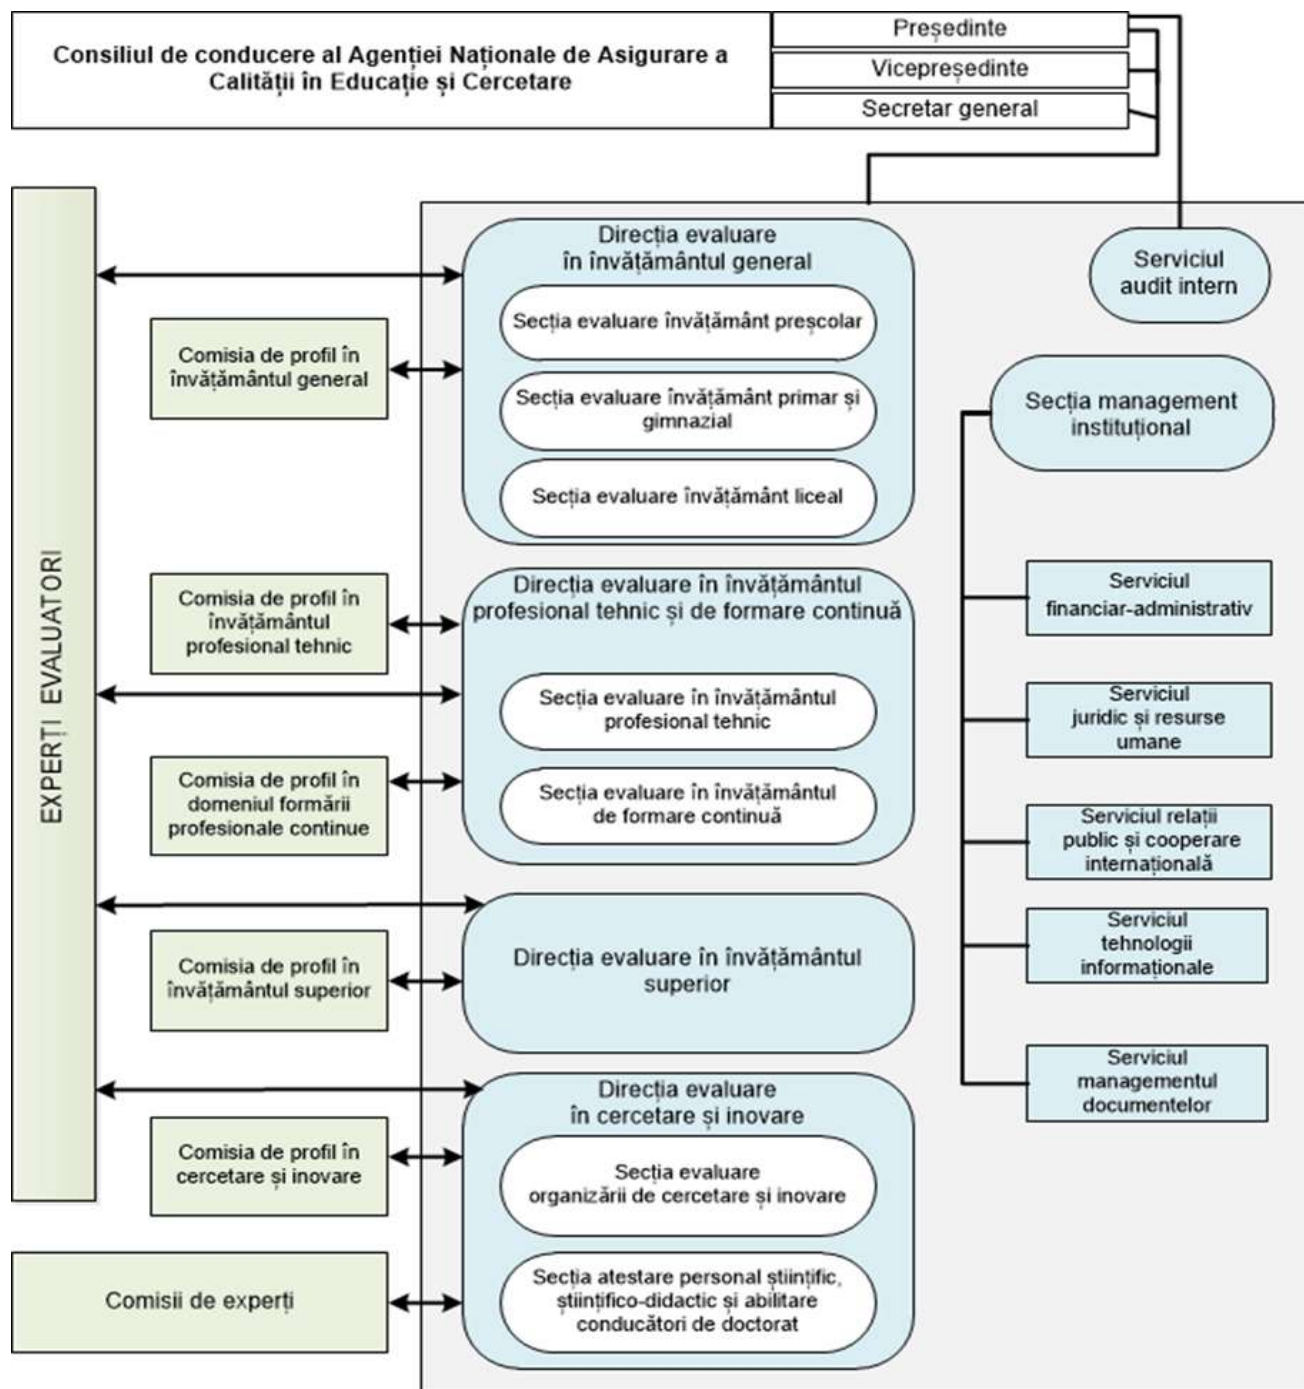 Consiliul de conducere al Agenției Naționale de Asigurare a
Calității în Educație și Cercetare
Președinte
Vicepreședinte
Secretar general
EXPERȚI EVALUATORI
Direcția evaluare
în învățământul general
Secția evaluare învățământ preșcolar
Secția evaluare învățământ primar și
gimnazial
Secția evaluare învățământ liceal
Comisia de profil în
învățământul general
Serviciul
audit intern
Secția management
instituțional
Comisia de profil în
învățământul
profesional tehnic
Direcția evaluare în învățământul
profesional tehnic și de formare continuă
Secția evaluare în învățământul
profesional tehnic
Secția evaluare în învățământul
de formare continuă
Comisia de profil în
domeniul formării
profesionale continue
Serviciul
financiar-administrativ
Serviciul
juridic și resurse
umane
Serviciul relații
public și cooperare
internațională
Serviciul
tehnologii
informaționale
Serviciul
managementul
documentelor
Comisia de profil în
învățământul superior
Direcția evaluare în învățământul
superior
Direcția evaluare
în cercetare și inovare
Comisia de profil în
cercetare și inovare
Secția evaluare
organizării de cercetare și inovare
Secția atestare personal științific,
științifico-didactic și abilitare
conducători de doctorat
Comisii de experți